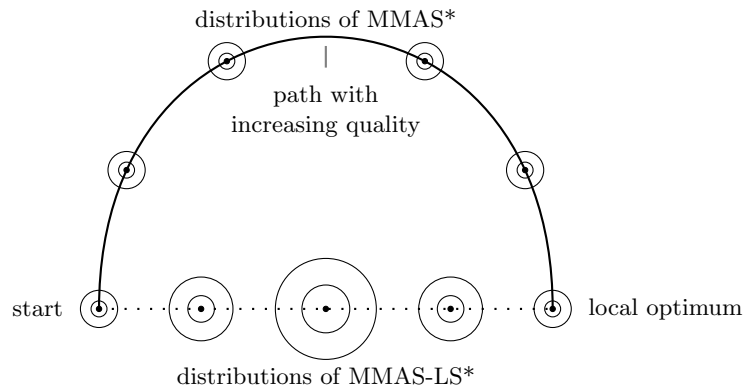 distributions of MMAS*
path with
increasing quality
start
local optimum
distributions of MMAS-LS*